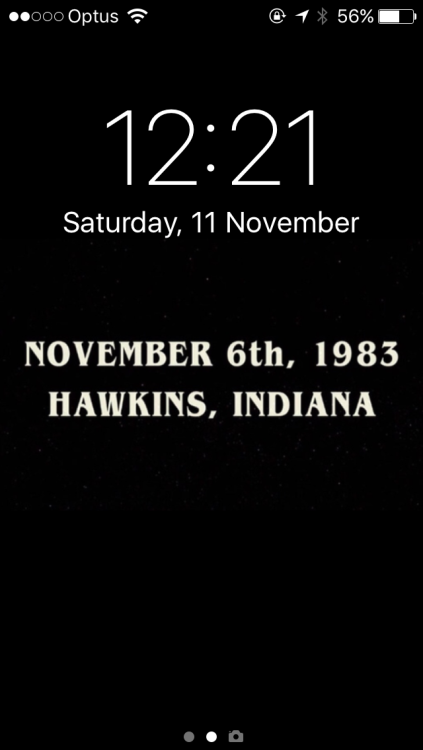 Optus 56%
12:21
Saturday, 11 November
NOVEMBER 6th, 1983
HAWKINS, INDIANA